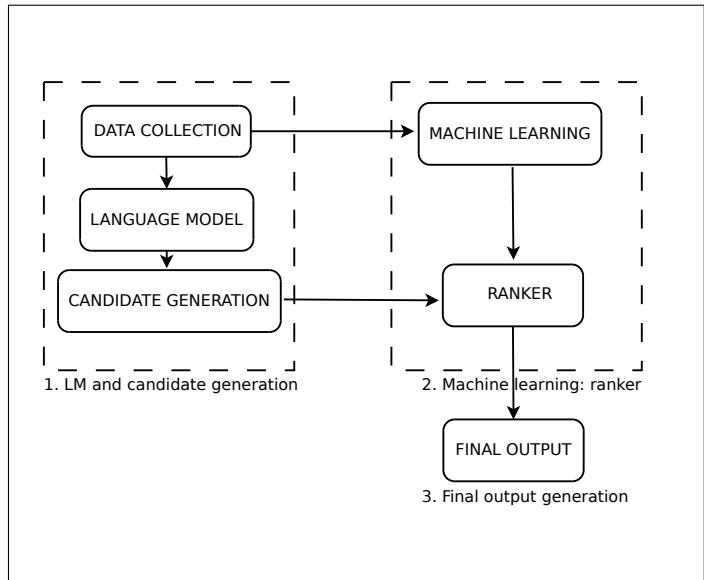 DATA COLLECTION
LANGUAGE MODEL
CANDIDATE GENERATION
1. LM and candidate generation
MACHINE LEARNING
RANKER
2. Machine learning: ranker
FINAL OUTPUT
3. Final output generation